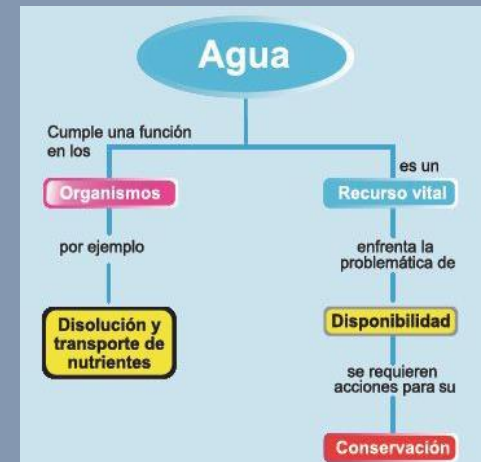 Agua
Cumple una función
en los
Organismos
por ejemplo
Disolución y
transporte de
nutrientes
es un
Recurso vital
enfrenta la
problemática de
Disponibilidad
se requieren
acciones para su
Conservación